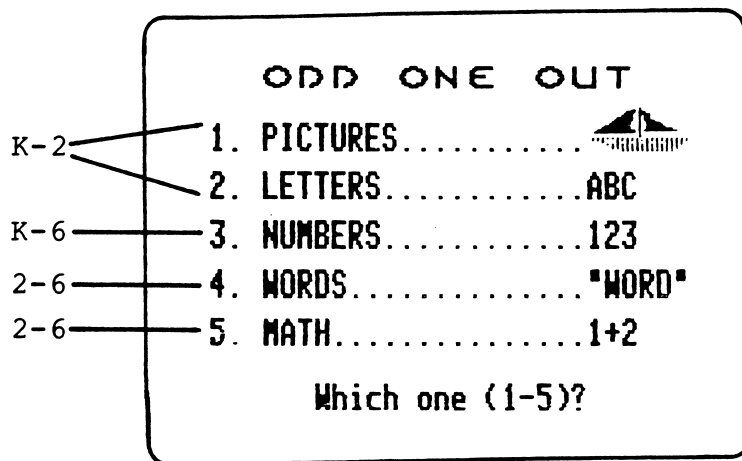 ODD ONE OUT
K-2 1. PICTURES...........
2. LETTERS............ABC
K-6 3. NUMBERS............123
2-6 4. WORDS..............."WORD"
2-6 5. MATH...............1+2
Which one (1-5)?